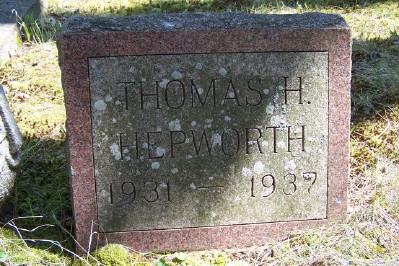 THOMAS H.
HEPWORTH
1931 — 1937